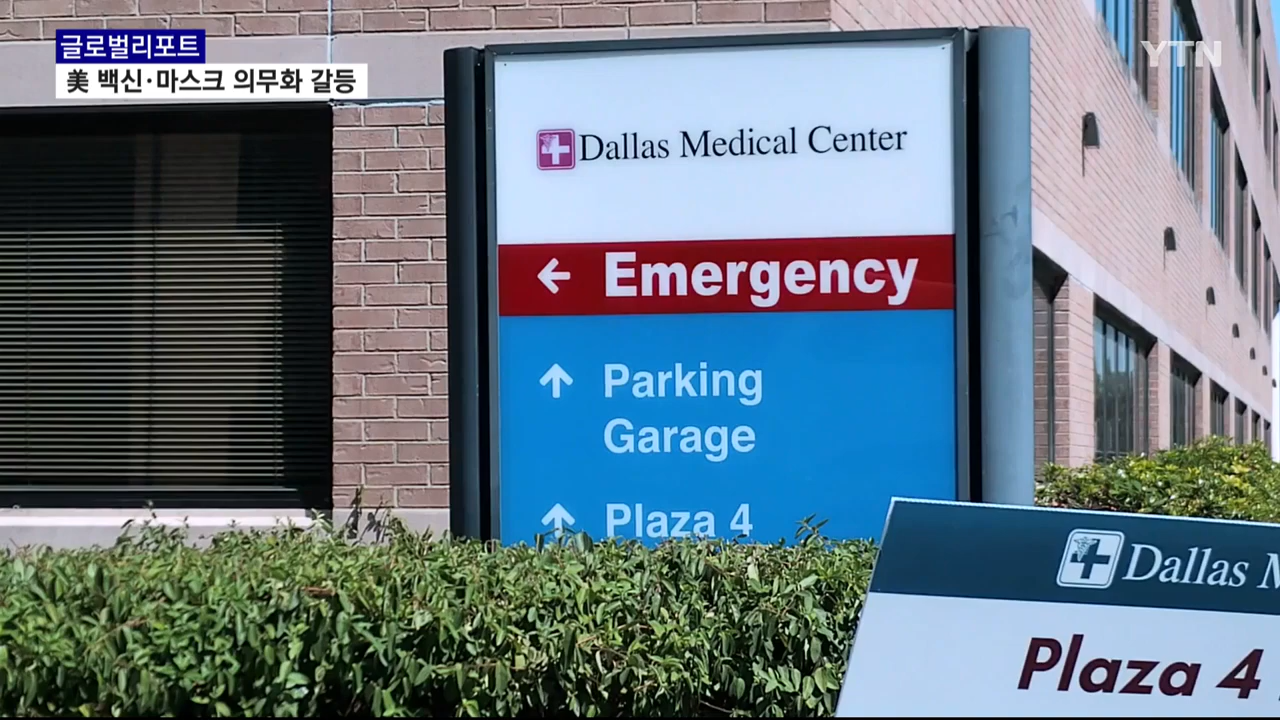 글로벌리포트
美 백신·마스크 의무화 갈등
YTN
Dallas Medical Center
← Emergency
↑ Parking
Garage
↑ Plaza 4
Dallas
Plaza 4